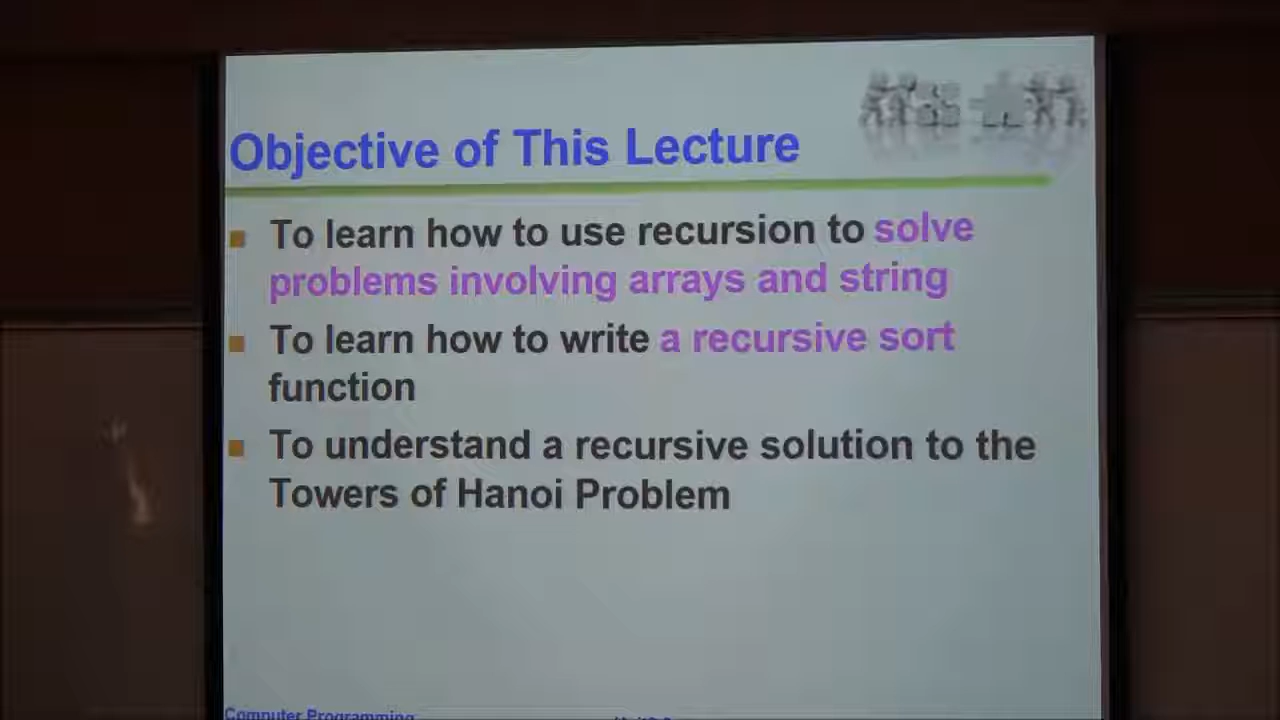 Objective of This Lecture
To learn how to use recursion to solve
problems involving arrays and string
To learn how to write a recursive sort
function
To understand a recursive solution to the
Towers of Hanoi Problem
Computer Programming